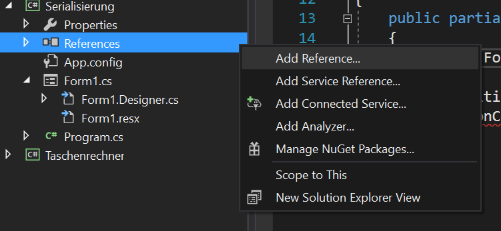 Serialisierung
Properties
References
App.config
Form1.cs
Form1.Designer.cs
Form1.resx
Program.cs
Taschenrechner
Add Reference...
Add Service Reference...
Add Connected Service...
Add Analyzer...
Manage NuGet Packages...
Scope to This
New Solution Explorer View
12 {
13 public partia
14 {
Fo
ti
onC